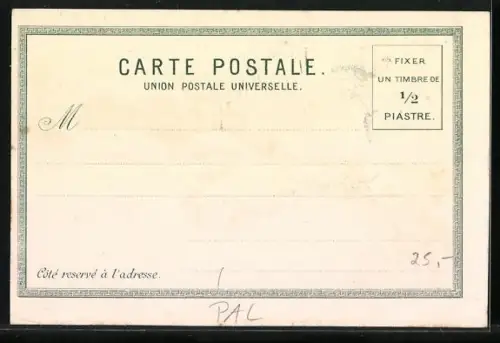 CARTE POSTALE.
UNION POSTALE UNIVERSELLE.
FIXER
UN TIMBRE DE
1/2
PIASTRE.
M
Côté reservé à l'adresse.
25,-
PAL